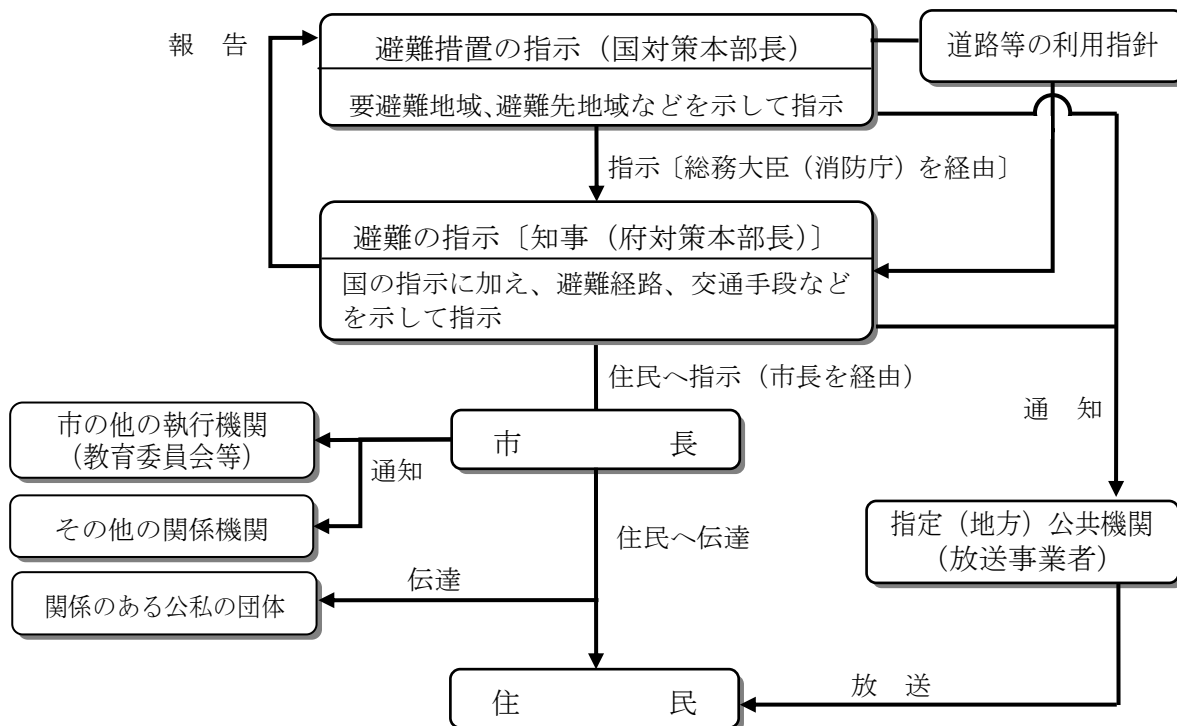 報　告
避難措置の指示（国対策本部長）
道路等の利用指針
要避難地域、避難先地域などを示して指示
指示〔総務大臣（消防庁）を経由〕
避難の指示〔知事（府対策本部長）〕
国の指示に加え、避難経路、交通手段など
を示して指示
住民へ指示（市長を経由）
通　知
市の他の執行機関
（教育委員会等）
市　　　　　長
通知
その他の関係機関
住民へ伝達
指定（地方）公共機関
（放送事業者）
伝達
関係のある公私の団体
放　送
住　　　　　民